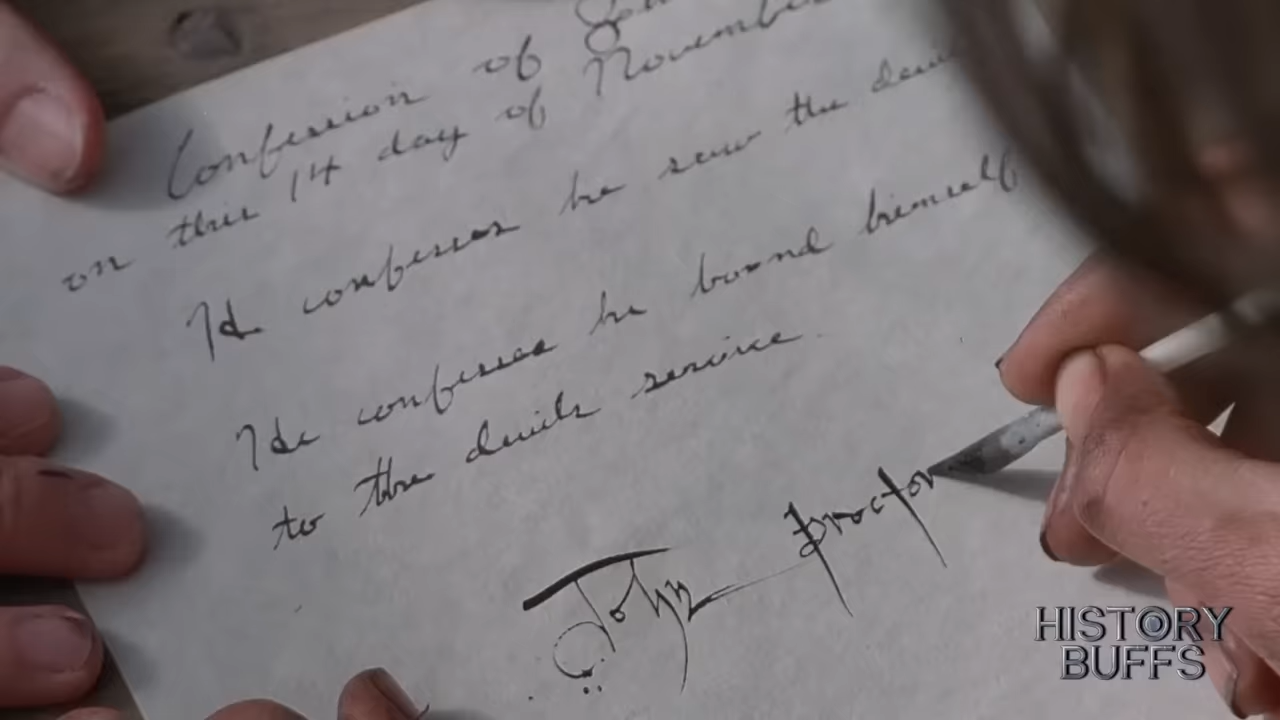 Confession of
on this 14 day of November
He confesses he saw the
He confesses he bound himself
to the devils service.
John Proctor
HISTORY
BUFFS